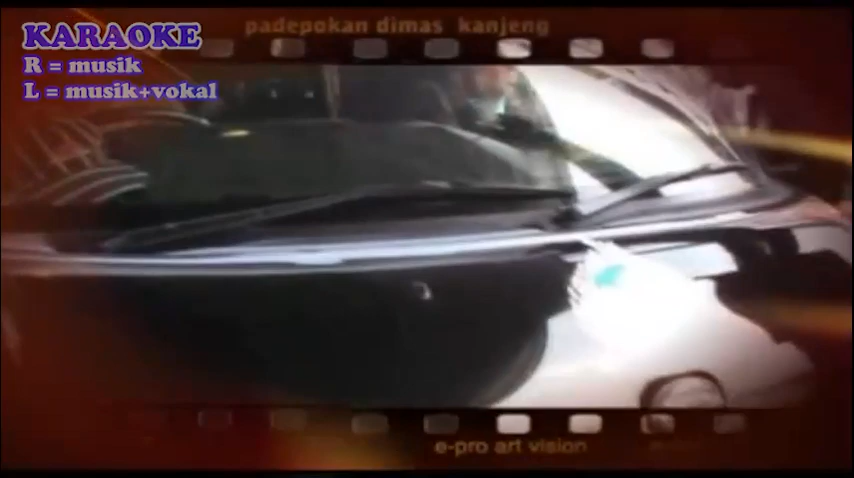 padepokan dimas kanjeng
KARAOKE
R = musik
L = musik+vokal
e-pro art vision